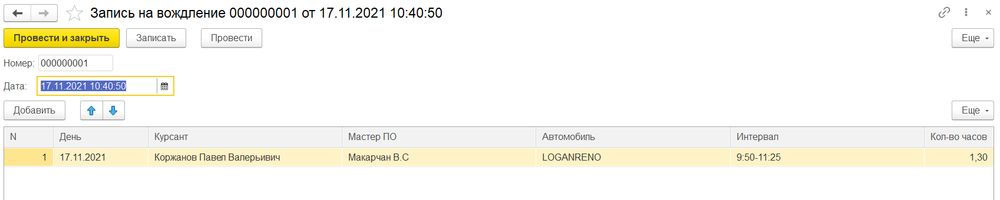 Запись на вождление 000000001 от 17.11.2021 10:40:50
Провести и закрыть Записать Провести Еще
Номер: 000000001
Дата: 17.11.2021 10:40:50
Добавить Еще
N День Курсант Мастер ПО Автомобиль Интервал Кол-во часов
1 17.11.2021 Коржанов Павел Валерьивич Макарчан В.С LOGANRENO 9:50-11:25 1,30